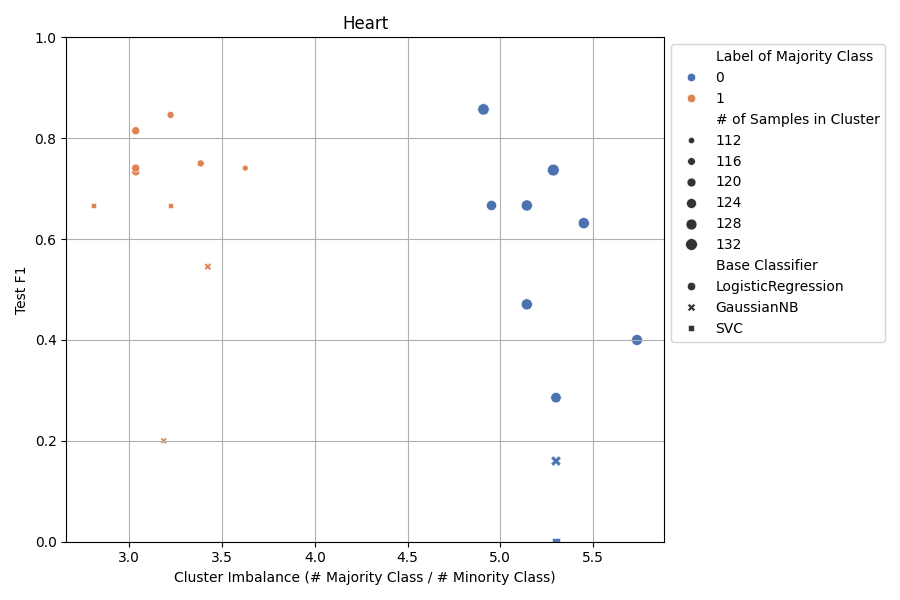 Heart
1.0
0.8
0.6
0.4
0.2
0.0
Test F1
3.0 3.5 4.0 4.5 5.0 5.5
Cluster Imbalance (# Majority Class / # Minority Class)
Label of Majority Class
0
1
# of Samples in Cluster
112
116
120
124
128
132
Base Classifier
LogisticRegression
GaussianNB
SVC